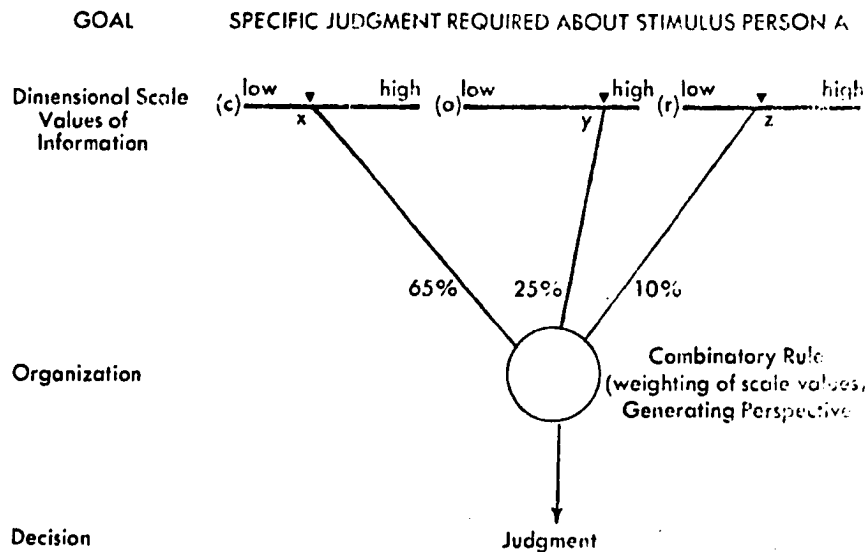 GOAL SPECIFIC JUDGMENT REQUIRED ABOUT STIMULUS PERSON A
Dimensional Scale
Values of
Information
(c) low high (o) low high (r) low high
x y z
65% 25% 10%
Organization
Combinatory Rule
(weighting of scale values,
Generating Perspective
Decision
Judgment